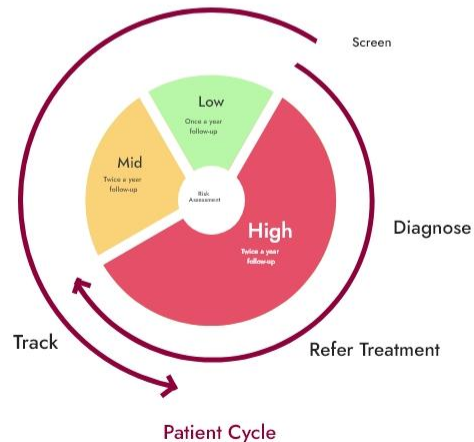 Screen
Low
Once a year
follow-up
Mid
Twice a year
follow-up
Risk
Assessment
High
Twice a year
follow-up
Diagnose
Track
Refer Treatment
Patient Cycle